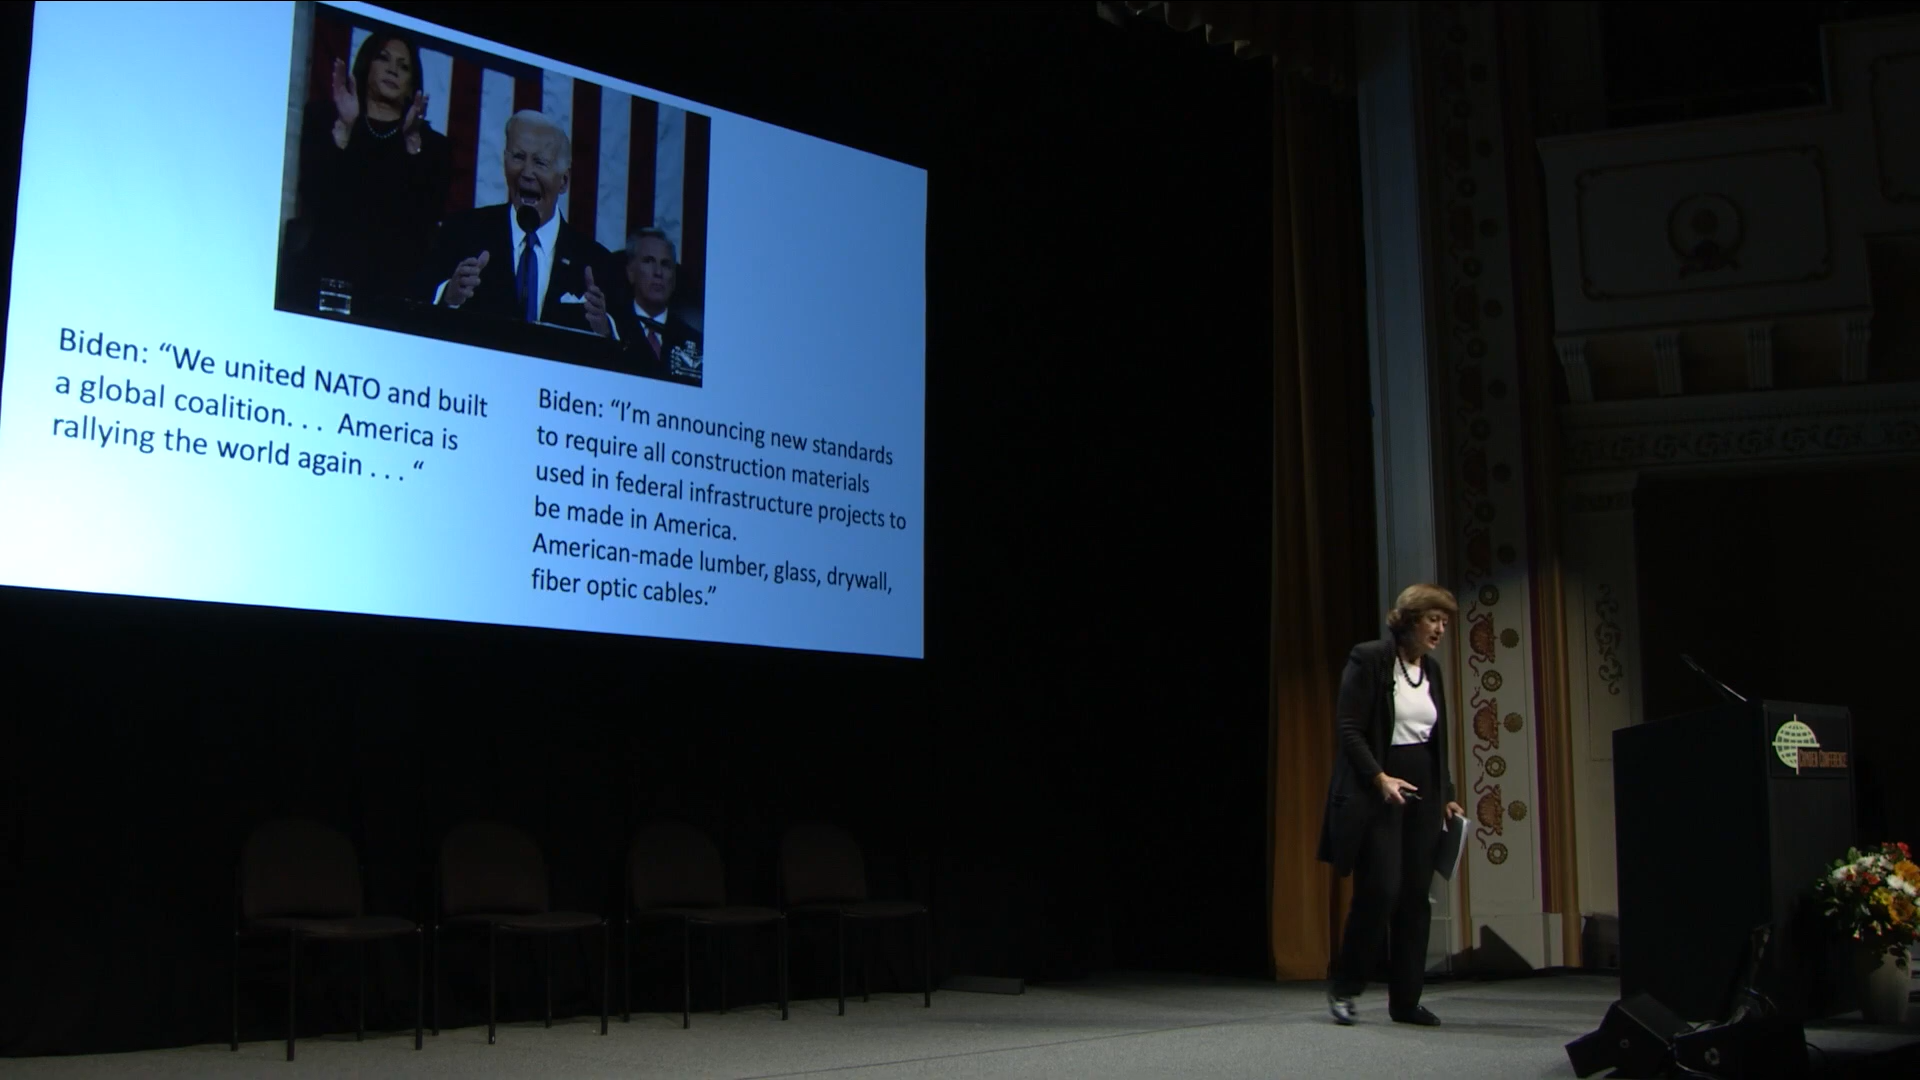 Biden: “We united NATO and built
a global coalition. . .  America is
rallying the world again . . . “
Biden: “I’m announcing new standards
to require all construction materials
used in federal infrastructure projects to
be made in America.
American-made lumber, glass, drywall,
fiber optic cables.”
CAMDEN CONFERENCE